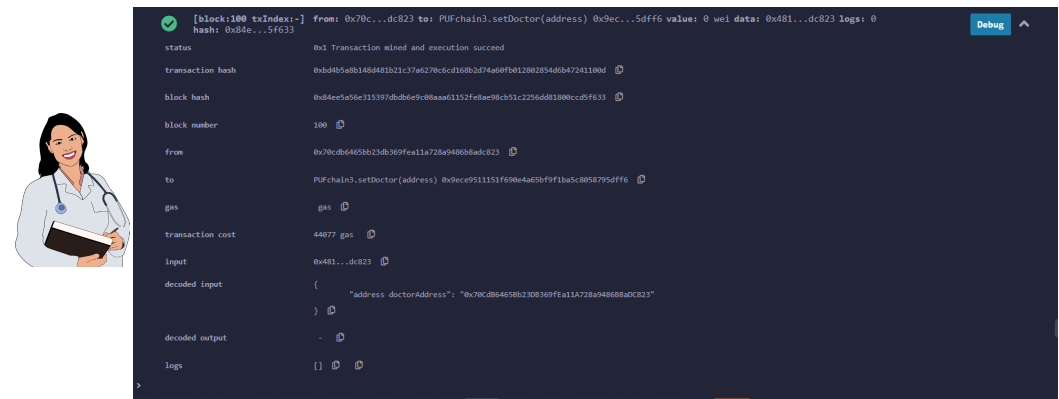 [block:100 txIndex:-] from: 0x70c...dc823 to: PUFchain3.setDoctor(address) 0x9ec...5dff6 value: 0 wei data: 0x481...dc823 logs: 0
hash: 0x84e...5f633
Debug
status 0x1 Transaction mined and execution succeed
transaction hash 0xbd4b5a8b148d481b21c37a6270c6cd168b2d74a60fb012802854d6b47241100d
block hash 0x84ee5a56e315397dbdb6e9c08aaa61152fe8ae98cb51c2256dd81800ccd5f633
block number 100
from 0x70cdb6465bb23db369fea11a728a9486b8adc823
to PUFchain3.setDoctor(address) 0x9ece9511151f690e4a65bf9f1ba5c8058795dff6
gas gas
transaction cost 44077 gas
input 0x481...dc823
decoded input {
"address doctorAddress": "0x70CdB6465Bb23DB369fEa11A728a9486B8aDC823"
}
decoded output -
logs []
>